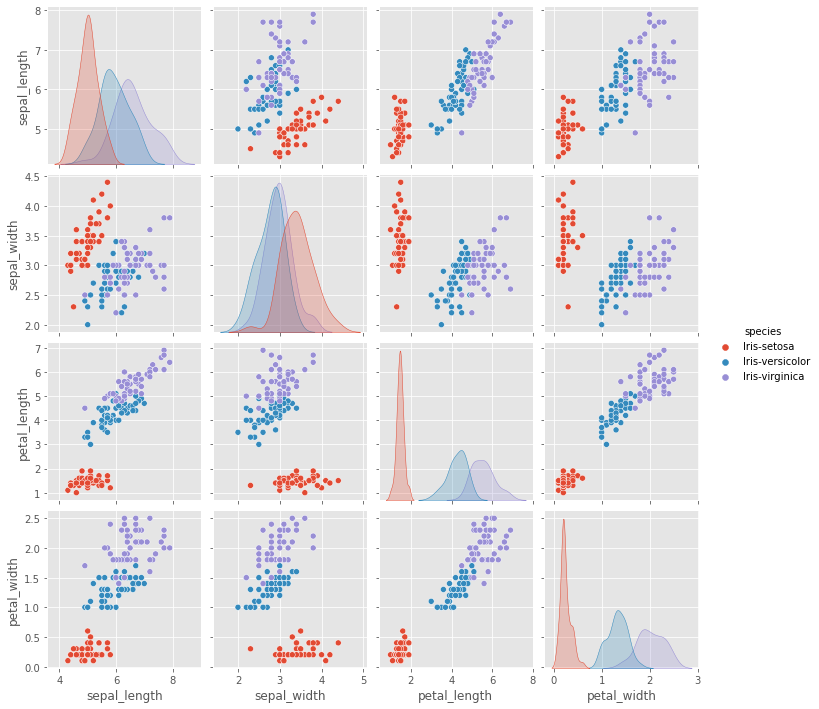 8
7
6
5
sepal_length
4.5
4.0
3.5
3.0
2.5
2.0
sepal_width
7
6
5
4
3
2
1
petal_length
species
Iris-setosa
Iris-versicolor
Iris-virginica
2.5
2.0
1.5
1.0
0.5
0.0
petal_width
4 6 8
2 3 4 5
2 4 6 8
0 1 2 3
sepal_length
sepal_width
petal_length
petal_width